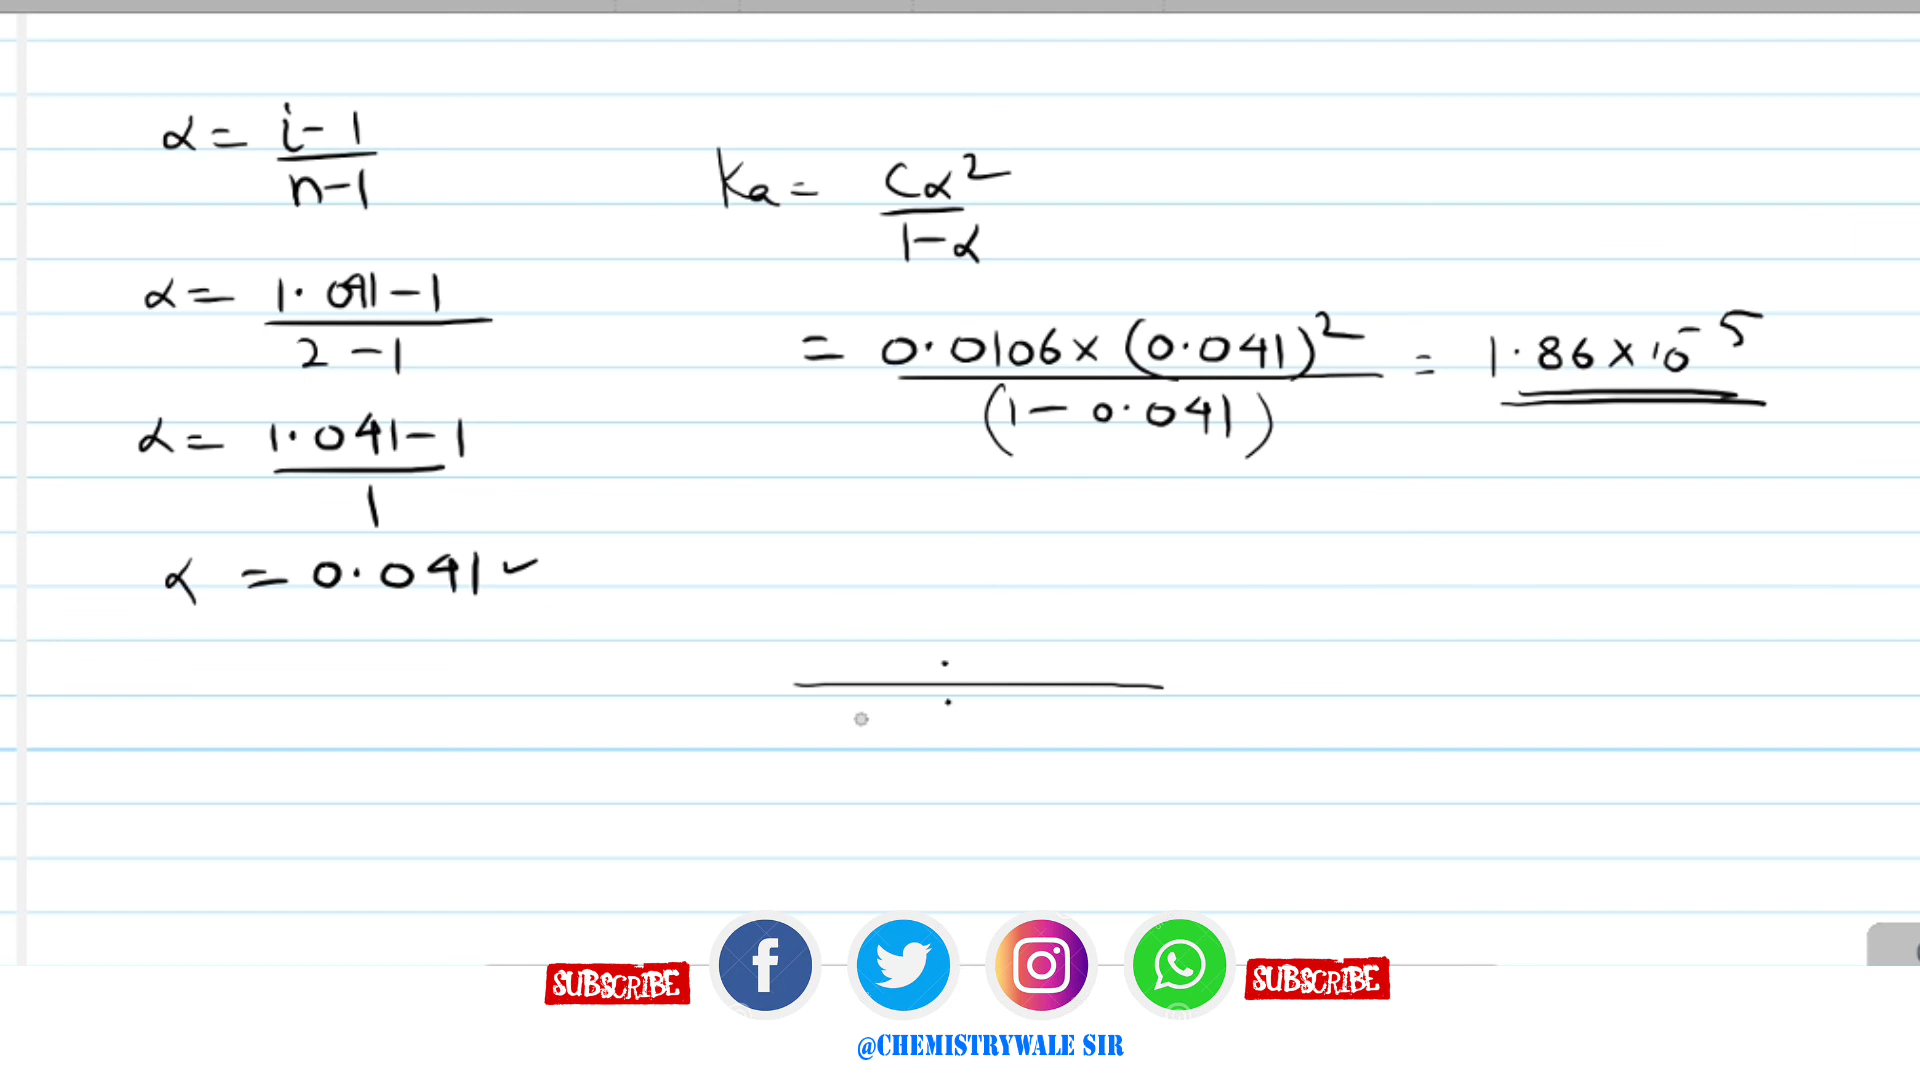 α = i - 1
n - 1
α = 1.041 - 1
2 - 1
α = 1.041 - 1
1
α = 0.041 ✓
Ka = Cα²
1 - α
= 0.0106 × (0.041)² = 1.86 × 10⁻⁵
(1 - 0.041)
SUBSCRIBE
f
SUBSCRIBE
@CHEMISTRYWALE SIR